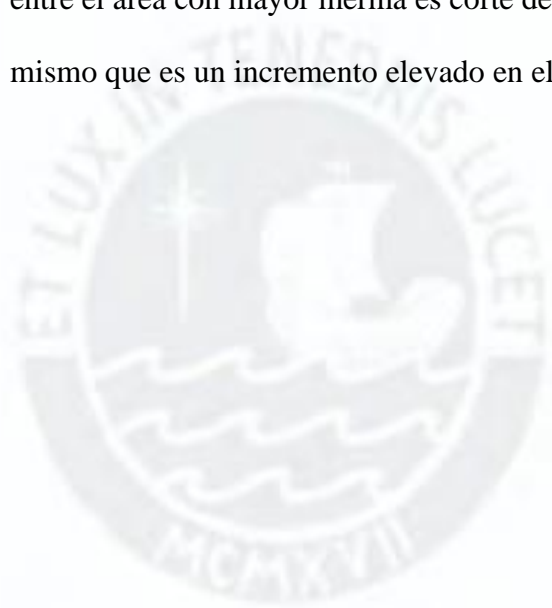 entre el área con mayor merma es corte de
mismo que es un incremento elevado en el
ET LUX IN TENEBRIS LUCET
MCMXVII